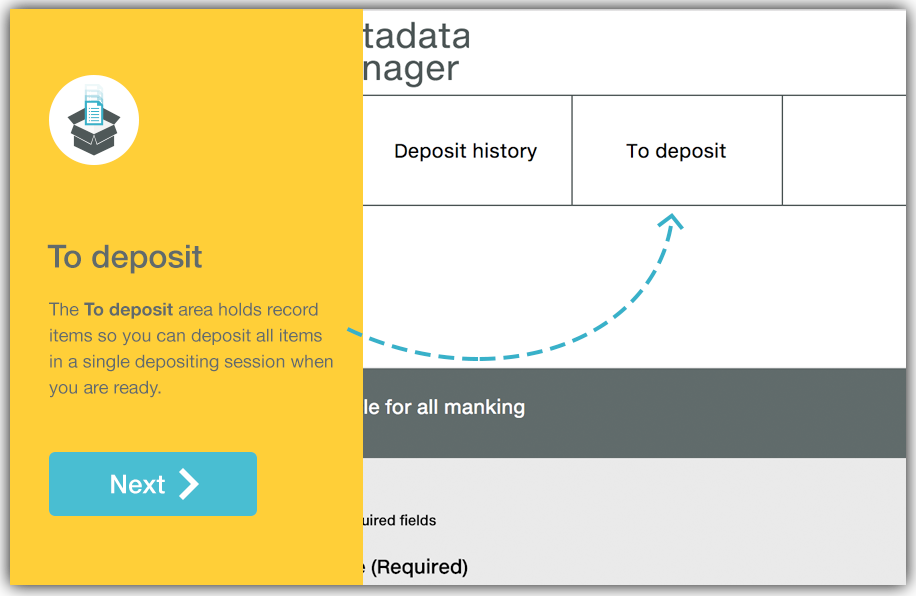 To deposit
The To deposit area holds record
items so you can deposit all items
in a single depositing session when
you are ready.
Next
tadata
nager
Deposit history
To deposit
le for all manking
uired fields
e (Required)